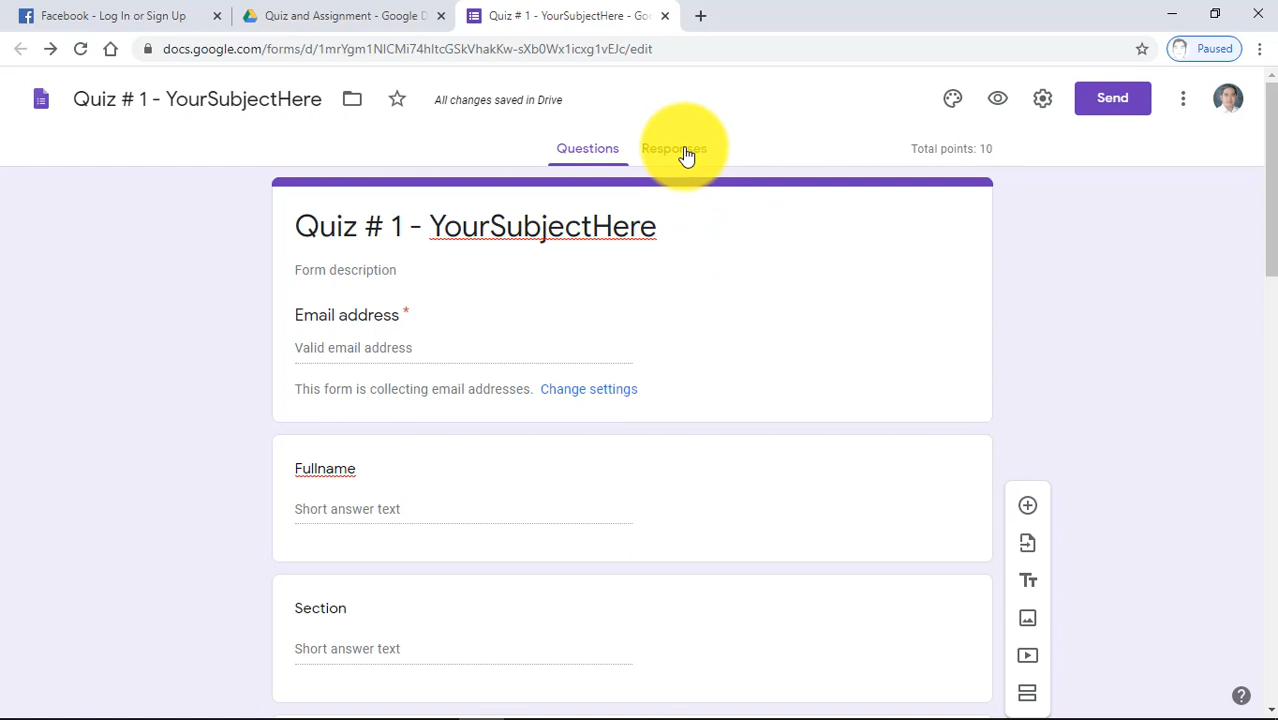 Facebook - Log In or Sign Up
Quiz and Assignment - Google D
Quiz # 1 - YourSubjectHere - Goo
docs.google.com/forms/d/1mrYgm1NICMi74hItcGSkVhakKw-sXb0Wx1icxg1vEJc/edit
Paused
Quiz # 1 - YourSubjectHere
All changes saved in Drive
Send
Questions
Responses
Total points: 10
Quiz # 1 - YourSubjectHere
Form description
Email address *
Valid email address
This form is collecting email addresses. Change settings
Fullname
Short answer text
Section
Short answer text